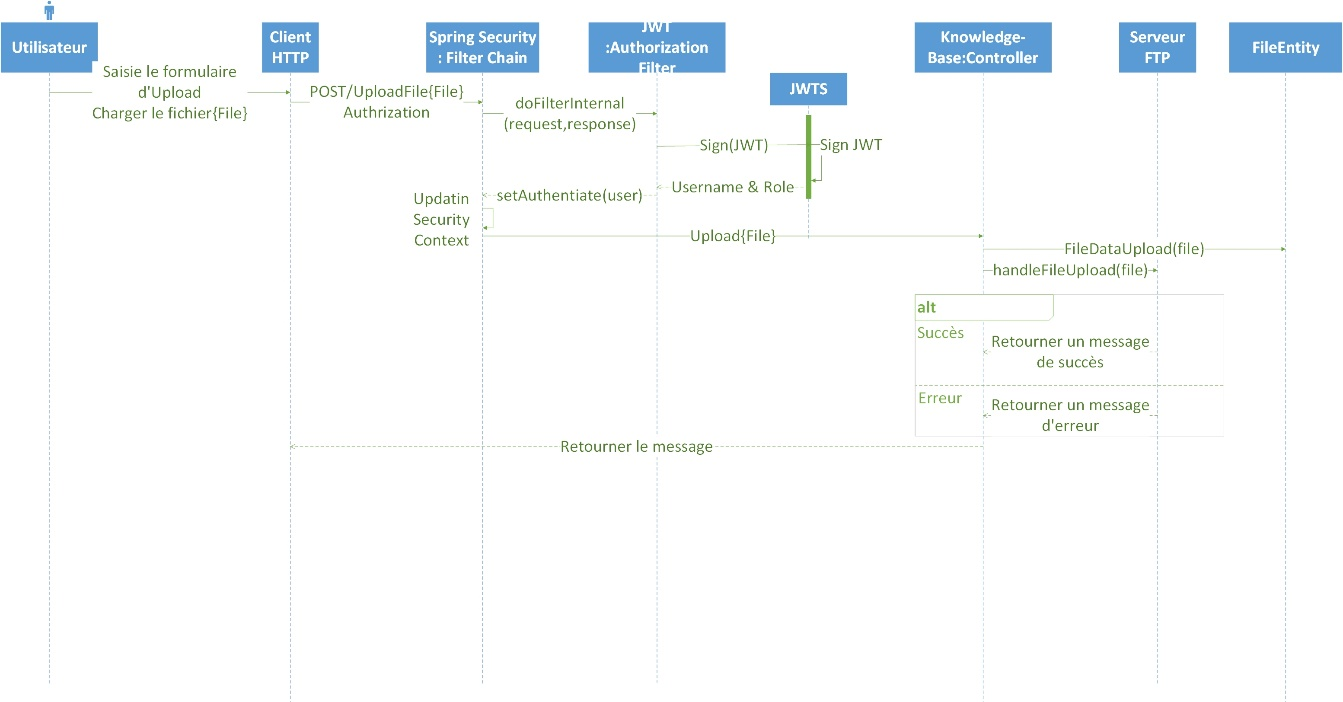 Utilisateur
Client
HTTP
Spring Security
: Filter Chain
JWT
:Authorization
Filter
JWTS
Knowledge-
Base:Controller
Serveur
FTP
FileEntity
Saisie le formulaire
d'Upload
Charger le fichier{File}
POST/UploadFile{File}
Authrization
doFilterInternal
(request,response)
Sign(JWT)
Sign JWT
Username & Role
setAuthentiate(user)
Updatin
Security
Context
Upload{File}
FileDataUpload(file)
handleFileUpload(file)
alt
Succès
Retourner un message
de succès
Erreur
Retourner un message
d'erreur
Retourner le message